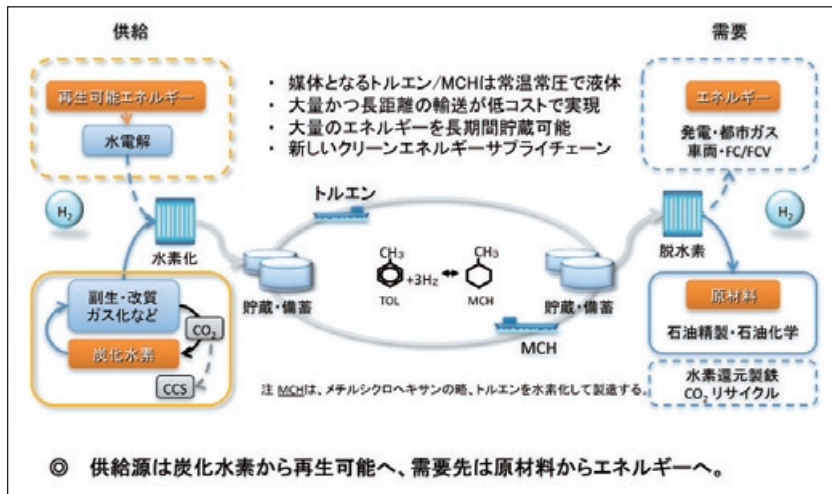 供給
再生可能エネルギー
水電解
H2
水素化
副生・改質
ガス化など
CO2
炭化水素
CCS
・ 媒体となるトルエン/MCHは常温常圧で液体
・ 大量かつ長距離の輸送が低コストで実現
・ 大量のエネルギーを長期間貯蔵可能
・ 新しいクリーンエネルギーサプライチェーン
トルエン
貯蔵・備蓄
CH3
+3H2
TOL
CH3
MCH
貯蔵・備蓄
MCH
注 MCHは、メチルシクロヘキサンの略、トルエンを水素化して製造する。
需要
エネルギー
発電・都市ガス
車両・FC/FCV
脱水素
H2
原材料
石油精製・石油化学
水素還元製鉄
CO2 リサイクル
◎ 供給源は炭化水素から再生可能へ、需要先は原材料からエネルギーへ。